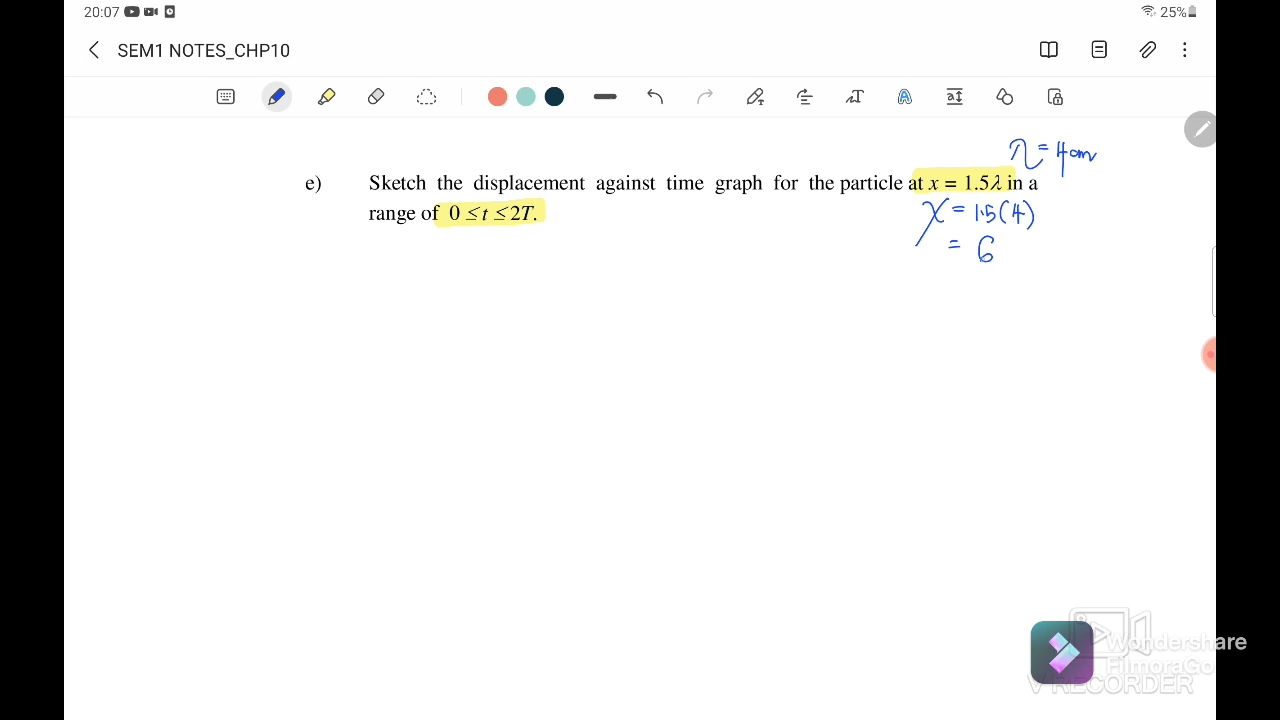 20:07
25%
SEM1 NOTES_CHP10
λ = 4cm
e) Sketch the displacement against time graph for the particle at x = 1.5λ in a
range of 0 ≤ t ≤ 2T.
x = 1.5(4)
= 6
Wondershare
FilmoraGo
V RECORDER